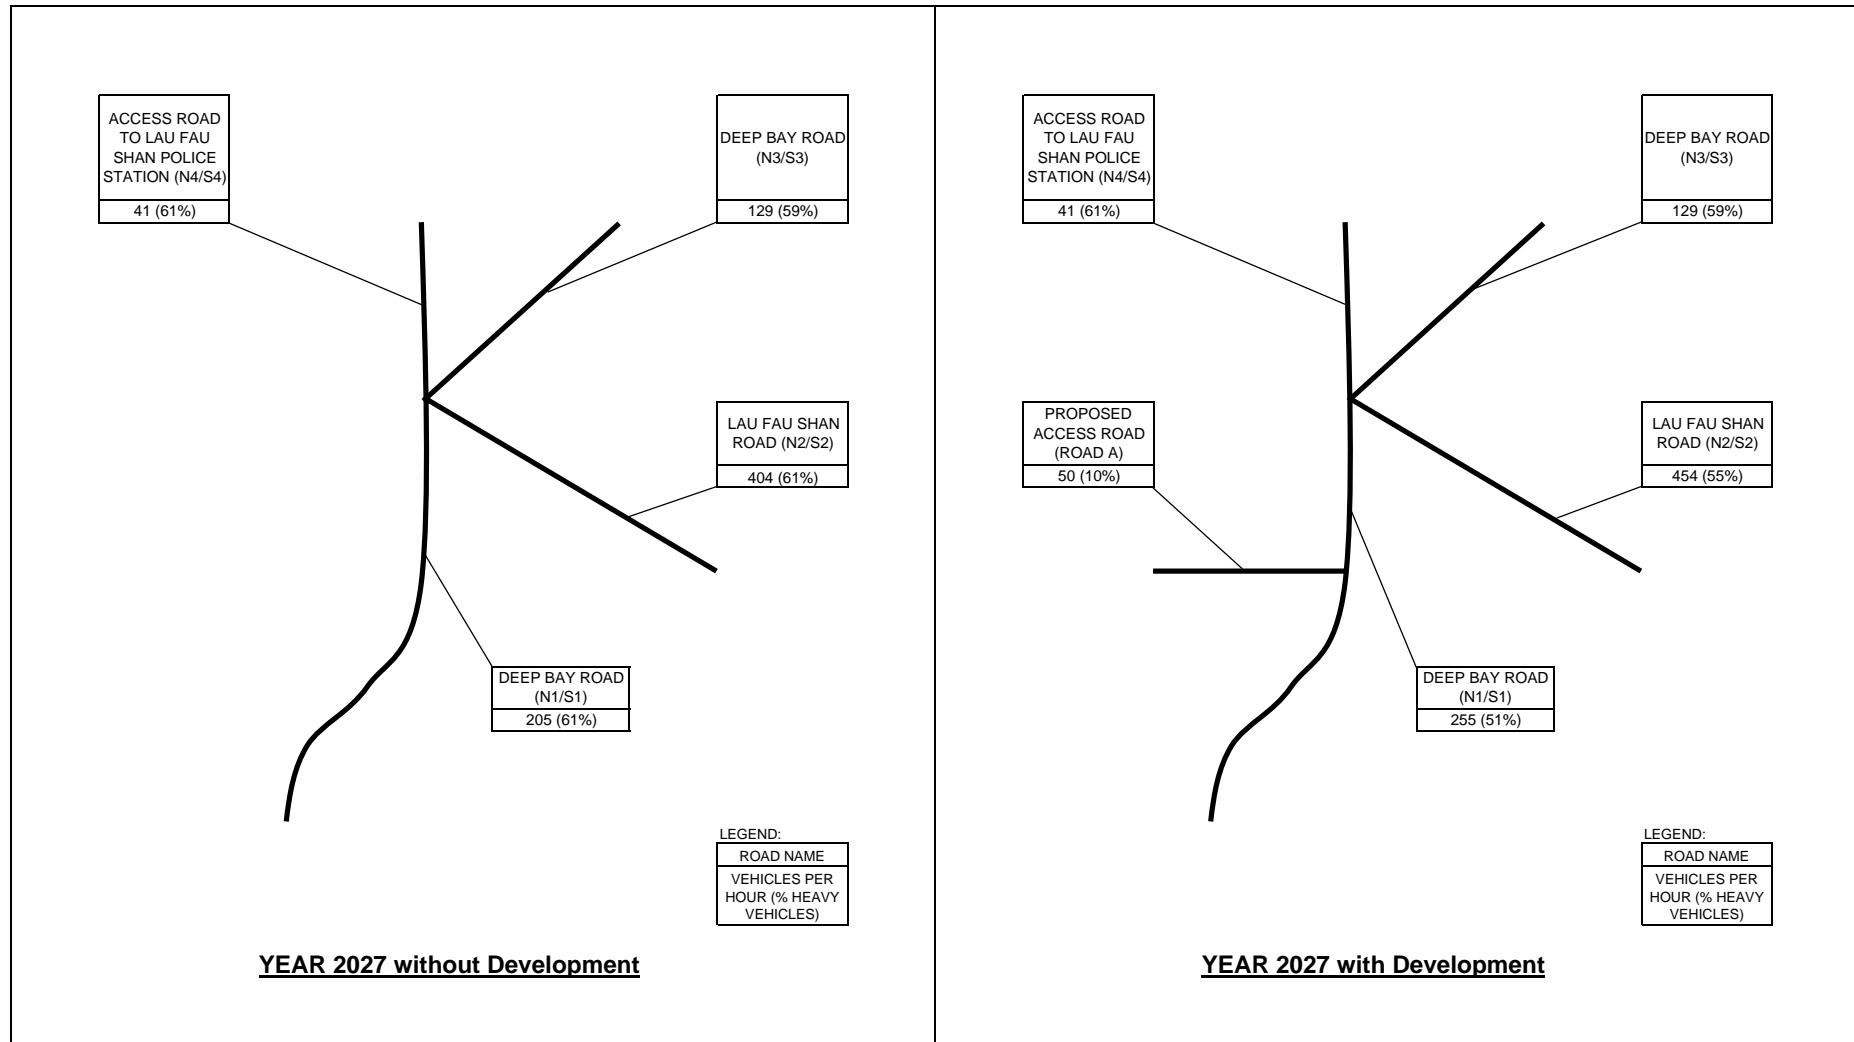 ACCESS ROAD
TO LAU FAU
SHAN POLICE
STATION (N4/S4)
41 (61%)
DEEP BAY ROAD
(N3/S3)
129 (59%)
LAU FAU SHAN
ROAD (N2/S2)
404 (61%)
DEEP BAY ROAD
(N1/S1)
205 (61%)
LEGEND:
ROAD NAME
VEHICLES PER
HOUR (% HEAVY
VEHICLES)
YEAR 2027 without Development
ACCESS ROAD
TO LAU FAU
SHAN POLICE
STATION (N4/S4)
41 (61%)
DEEP BAY ROAD
(N3/S3)
129 (59%)
PROPOSED
ACCESS ROAD
(ROAD A)
50 (10%)
LAU FAU SHAN
ROAD (N2/S2)
454 (55%)
DEEP BAY ROAD
(N1/S1)
255 (51%)
LEGEND:
ROAD NAME
VEHICLES PER
HOUR (% HEAVY
VEHICLES)
YEAR 2027 with Development